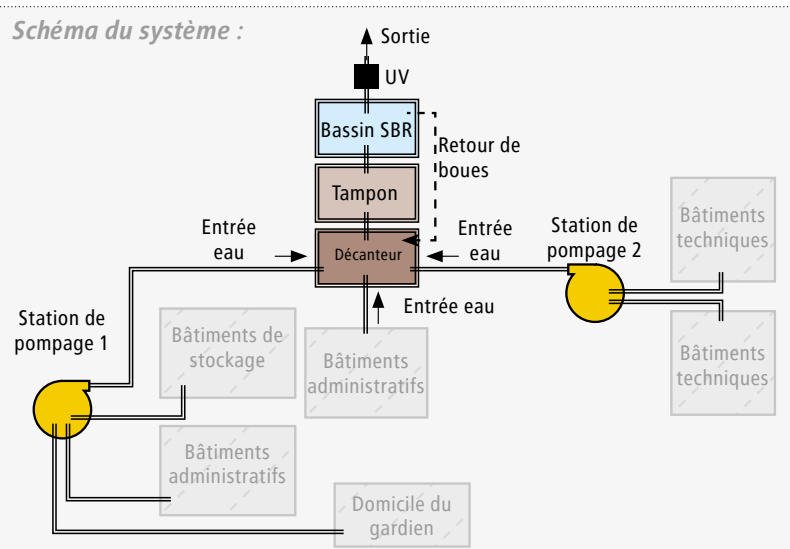 Schéma du système :
Sortie
UV
Bassin SBR
Retour de
boues
Tampon
Entrée
eau
Décanteur
Entrée
eau
Station de
pompage 2
Bâtiments
techniques
Entrée eau
Station de
pompage 1
Bâtiments de
stockage
Bâtiments
administratifs
Bâtiments
techniques
Bâtiments
administratifs
Domicile du
gardien